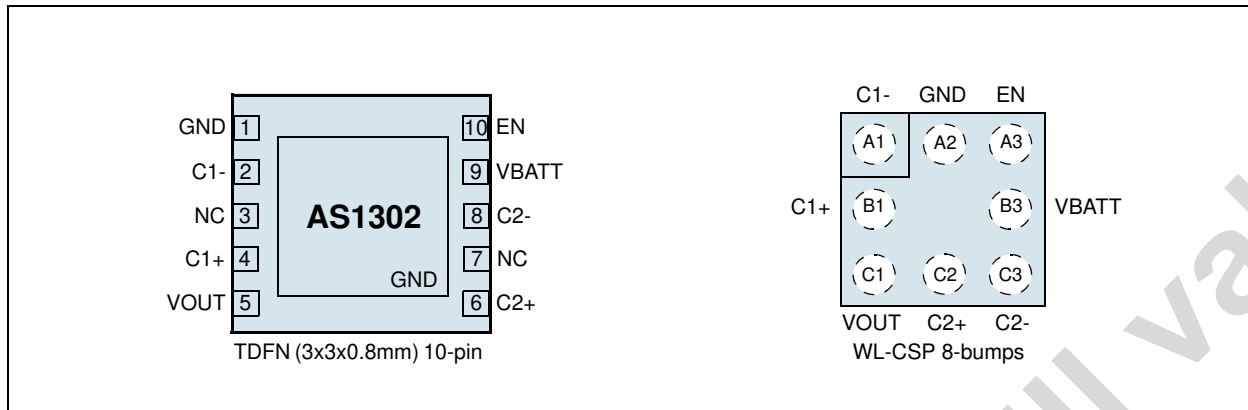 GND 1
C1- 2
NC 3
C1+ 4
VOUT 5
10 EN
9 VBATT
8 C2-
7 NC
6 C2+
AS1302
GND
TDFN (3x3x0.8mm) 10-pin
C1- GND EN
A1 A2 A3
C1+ B1 B3 VBATT
C1 C2 C3
VOUT C2+ C2-
WL-CSP 8-bumps